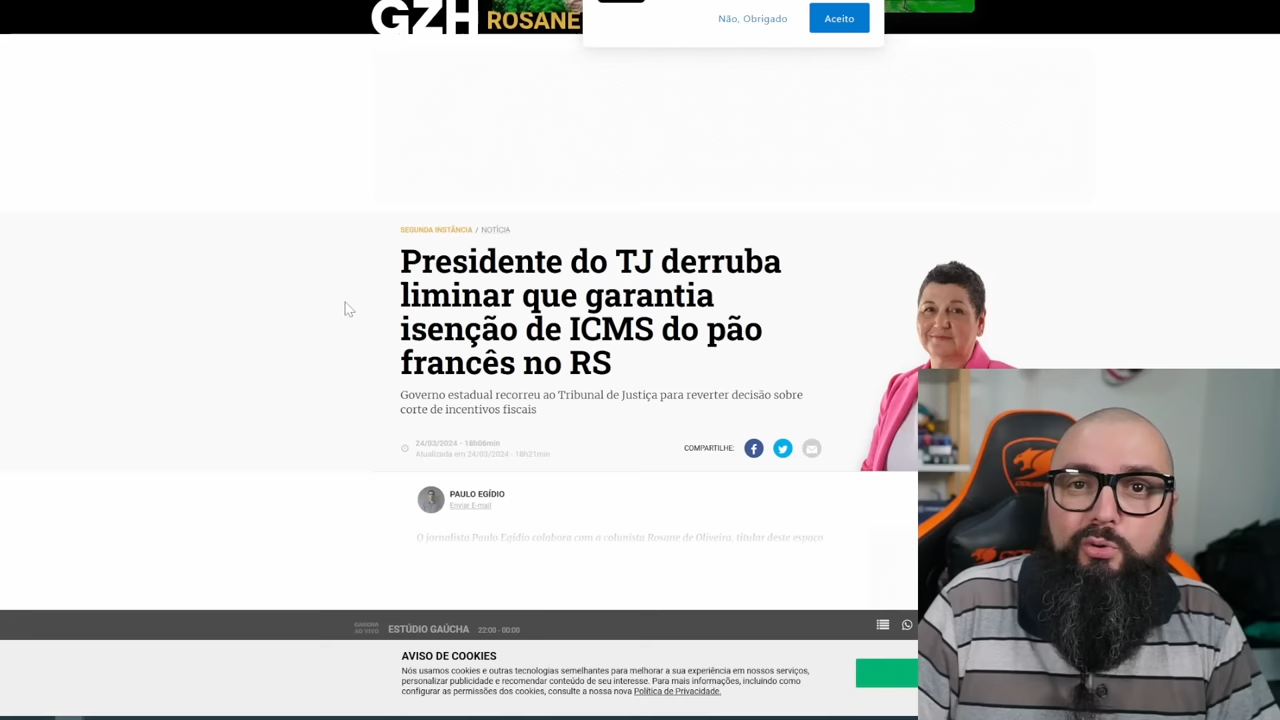 GZH ROSANE
Não, Obrigado
Aceito
SEGUNDA INSTÂNCIA / NOTÍCIA
Presidente do TJ derruba
liminar que garantia
isenção de ICMS do pão
francês no RS
Governo estadual recorreu ao Tribunal de Justiça para reverter decisão sobre
corte de incentivos fiscais
24/03/2024 - 18h06min
Atualizada em 24/03/2024 - 18h21min
COMPARTILHE:
PAULO EGÍDIO
Enviar E-mail
O jornalista Paulo Egídio colabora com a colunista Rosane de Oliveira, titular deste espaço
GAÚCHA
AO VIVO
ESTÚDIO GAÚCHA 22:00 - 00:00
AVISO DE COOKIES
Nós usamos cookies e outras tecnologias semelhantes para melhorar a sua experiência em nossos serviços,
personalizar publicidade e recomendar conteúdo de seu interesse. Para mais informações, incluindo como
configurar as permissões dos cookies, consulte a nossa nova Política de Privacidade.